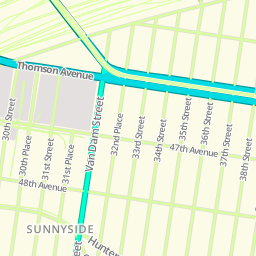 Thomson Avenue
30th Street
30th Place
31st Street
31st Place
Van Dam Street
32nd Place
33rd Street
34th Street
35th Street
36th Street
37th Street
38th Street
47th Avenue
48th Avenue
SUNNYSIDE
Hunter
reet